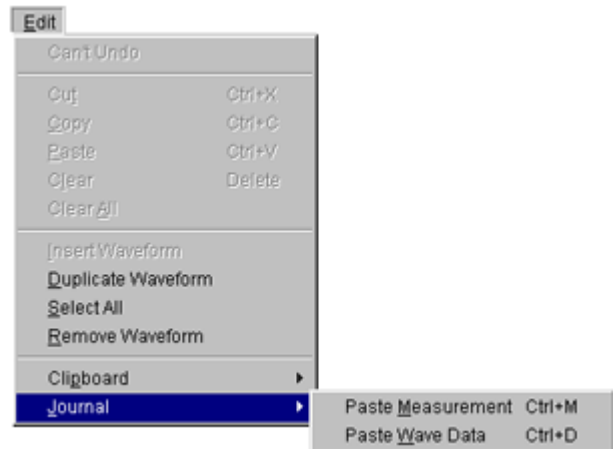 Edit
Can't Undo
Cut Ctrl+X
Copy Ctrl+C
Paste Ctrl+V
Clear Delete
Clear All
Insert Waveform
Duplicate Waveform
Select All
Remove Waveform
Clipboard
Journal
Paste Measurement Ctrl+M
Paste Wave Data Ctrl+D